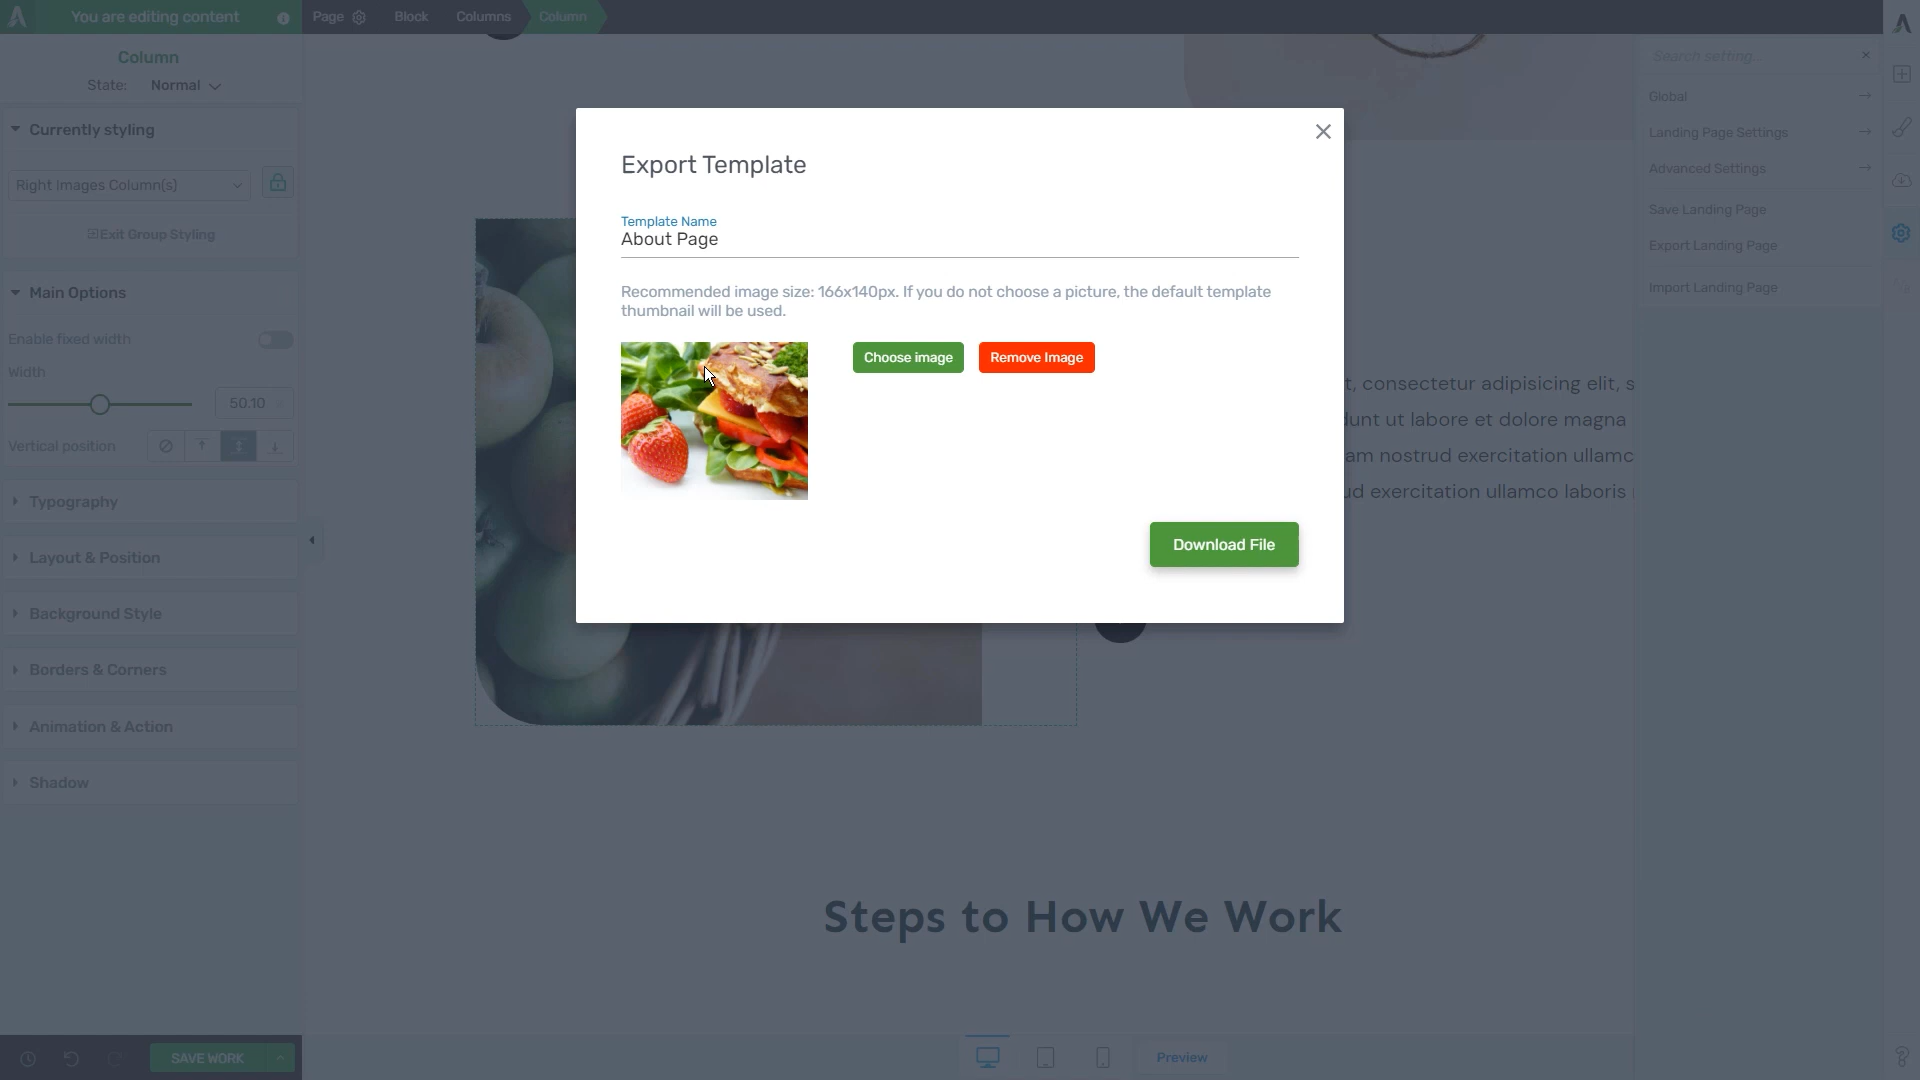 You are editing content
Page
Block
Columns
Column
Column
State:
Normal
Currently styling
Right Images Column(s)
Exit Group Styling
Main Options
Enable fixed width
Width
50.10
Vertical position
Typography
Layout & Position
Background Style
Borders & Corners
Animation & Action
Shadow
SAVE WORK
Export Template
Template Name
About Page
Recommended image size: 166x140px. If you do not choose a picture, the default template
thumbnail will be used.
Choose image
Remove Image
Download File
t, consectetur adipisicing elit, s
dunt ut labore et dolore magna
am nostrud exercitation ullamc
ud exercitation ullamco laboris
Steps to How We Work
Preview
Search setting...
Global
Landing Page Settings
Advanced Settings
Save Landing Page
Export Landing Page
Import Landing Page